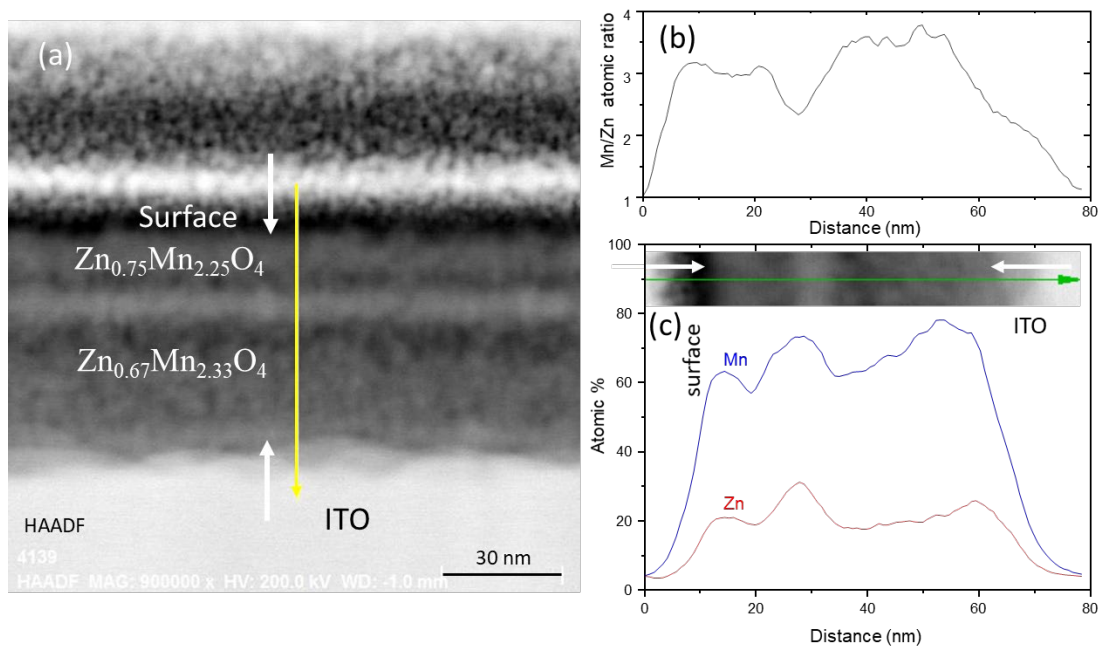 (a)
Surface
Zn0.75Mn2.25O4
Zn0.67Mn2.33O4
HAADF
ITO
30 nm
4139
HAADF MAG: 900000 x HV: 200.0 kV WD: -1.0 mm
(b)
Mn/Zn atomic ratio
4
3
2
1
0 20 40 60 80
Distance (nm)
(c)
surface
ITO
Mn
Zn
Atomic %
100
80
60
40
20
0
0 20 40 60 80
Distance (nm)